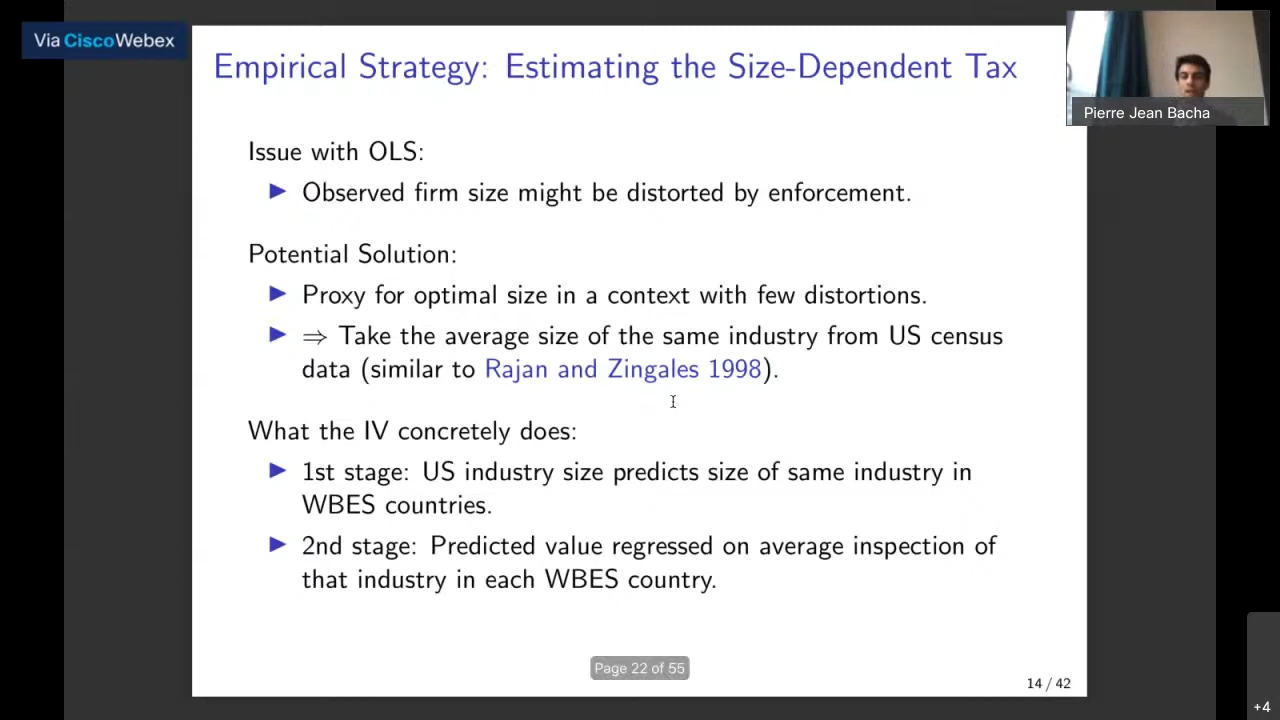 Via CiscoWebex
Empirical Strategy: Estimating the Size-Dependent Tax
Pierre Jean Bacha
Issue with OLS:
▶ Observed firm size might be distorted by enforcement.
Potential Solution:
▶ Proxy for optimal size in a context with few distortions.
▶ ⇒ Take the average size of the same industry from US census
data (similar to Rajan and Zingales 1998).
What the IV concretely does:
▶ 1st stage: US industry size predicts size of same industry in
WBES countries.
▶ 2nd stage: Predicted value regressed on average inspection of
that industry in each WBES country.
Page 22 of 55
14 / 42
+4